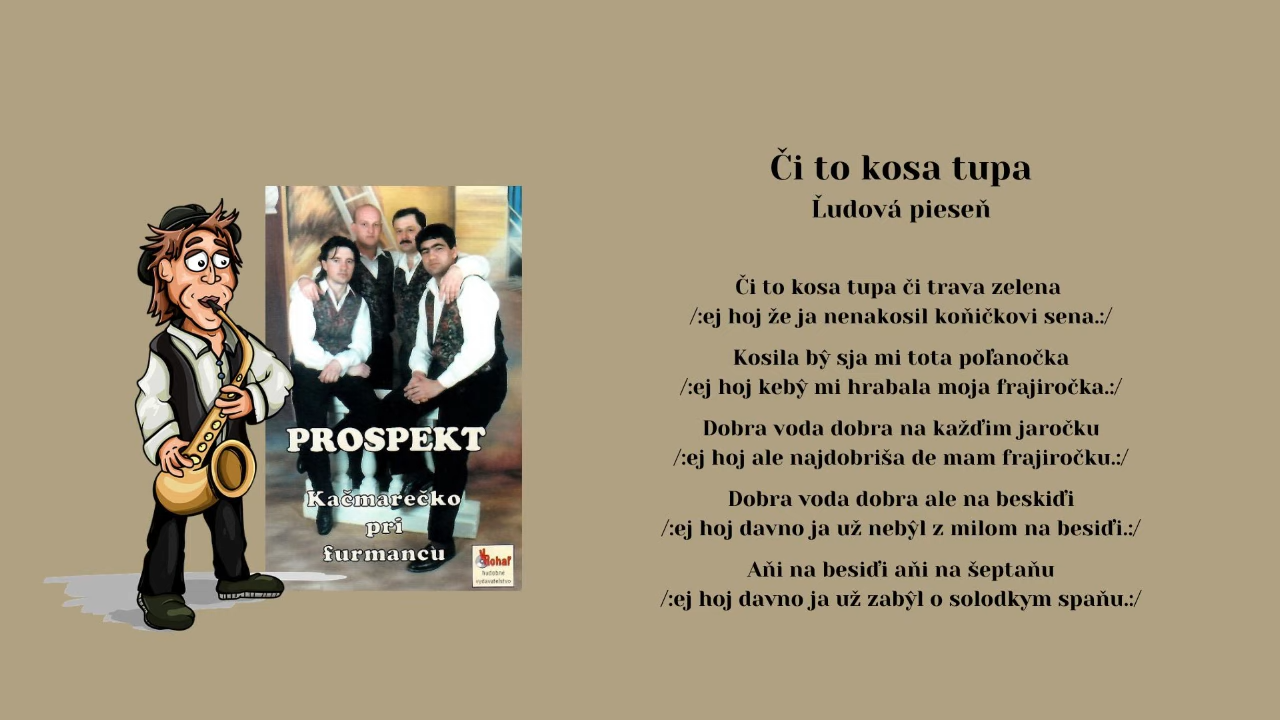 Či to kosa tupa
Ľudová pieseň
Či to kosa tupa či trava zelena
/:ej hoj že ja nenakosil koňičkovi sena.:/
Kosila bŷ sja mi tota poľanočka
/:ej hoj kebŷ mi hrabala moja frajiročka.:/
Dobra voda dobra na každim jaročku
/:ej hoj ale najdobriša de mam frajiročku.:/
Dobra voda dobra ale na beskiďi
/:ej hoj davno ja už nebŷl z milom na besiďi.:/
Aňi na besiďi aňi na šeptaňu
/:ej hoj davno ja už zabŷl o solodkym spaňu.:/
PROSPEKT
Kačmarečko
pri
furmancu
Rohaľ
hudobné
vydavateľstvo